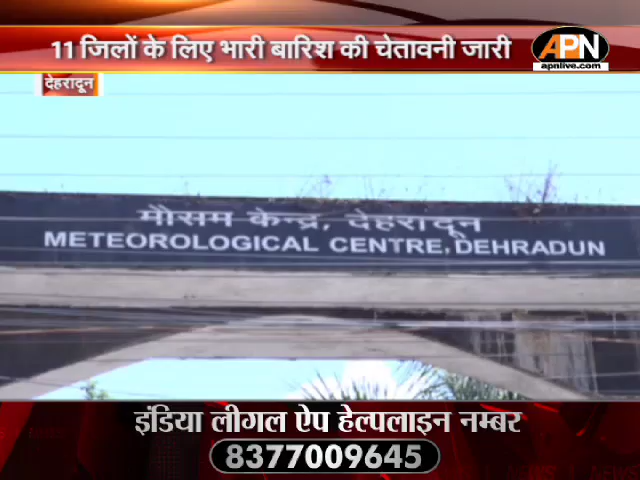 11 जिलों के लिए भारी बारिश की चेतावनी जारी
APN
apnlive.com
देहरादून
मौसम केन्द्र, देहरादून
METEOROLOGICAL CENTRE, DEHRADUN
इंडिया लीगल ऐप हेल्पलाइन नम्बर
8377009645